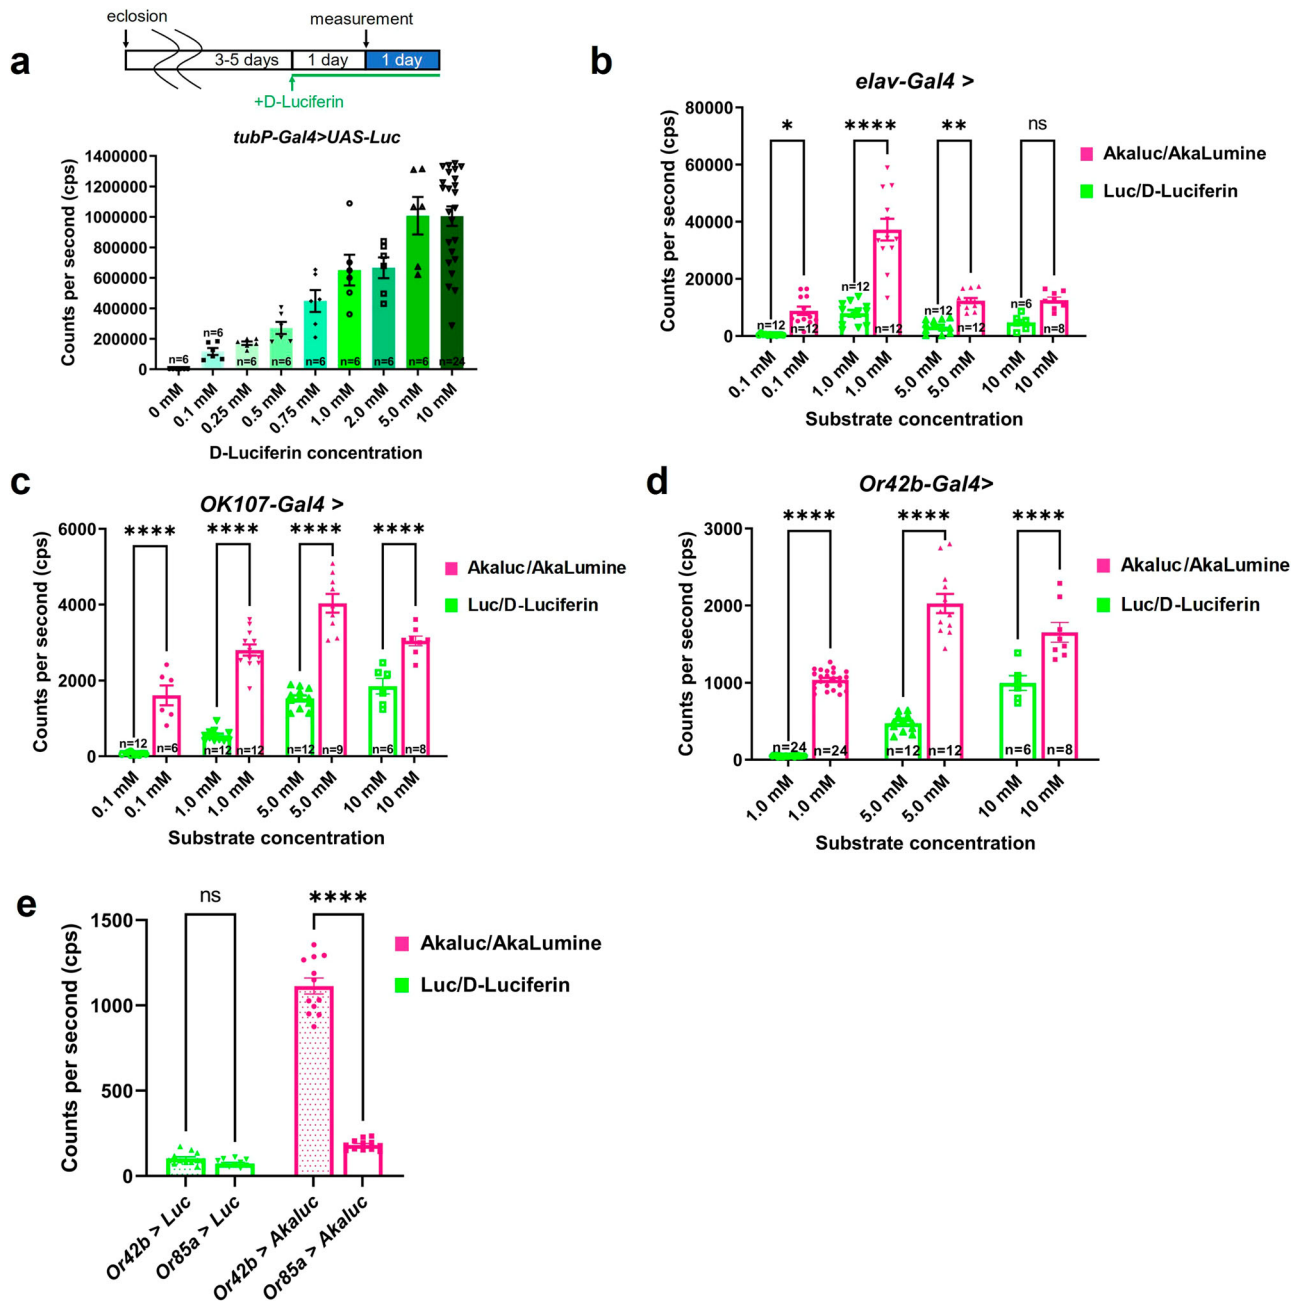 a
eclosion
measurement
3-5 days
1 day
1 day
+D-Luciferin
tubP-Gal4>UAS-Luc
Counts per second (cps)
1400000
1200000
1000000
800000
600000
400000
200000
0
n=6
n=6
n=6
n=6
n=6
n=6
n=6
n=6
n=24
0 mM
0.1 mM
0.25 mM
0.5 mM
0.75 mM
1.0 mM
2.0 mM
5.0 mM
10 mM
D-Luciferin concentration
b
elav-Gal4 >
Counts per second (cps)
80000
60000
40000
20000
0
*
****
**
ns
n=12
n=12
n=12
n=12
n=12
n=12
n=6
n=8
0.1 mM
0.1 mM
1.0 mM
1.0 mM
5.0 mM
5.0 mM
10 mM
10 mM
Substrate concentration
Akaluc/AkaLumine
Luc/D-Luciferin
c
OK107-Gal4 >
Counts per second (cps)
6000
4000
2000
0
****
****
****
****
n=12
n=6
n=12
n=12
n=12
n=9
n=6
n=8
0.1 mM
0.1 mM
1.0 mM
1.0 mM
5.0 mM
5.0 mM
10 mM
10 mM
Substrate concentration
Akaluc/AkaLumine
Luc/D-Luciferin
d
Or42b-Gal4>
Counts per second (cps)
3000
2000
1000
0
****
****
****
n=24
n=24
n=12
n=12
n=6
n=8
1.0 mM
1.0 mM
5.0 mM
5.0 mM
10 mM
10 mM
Substrate concentration
Akaluc/AkaLumine
Luc/D-Luciferin
e
Counts per second (cps)
1500
1000
500
0
ns
****
Or42b > Luc
Or85a > Luc
Or42b > Akaluc
Or85a > Akaluc
Akaluc/AkaLumine
Luc/D-Luciferin